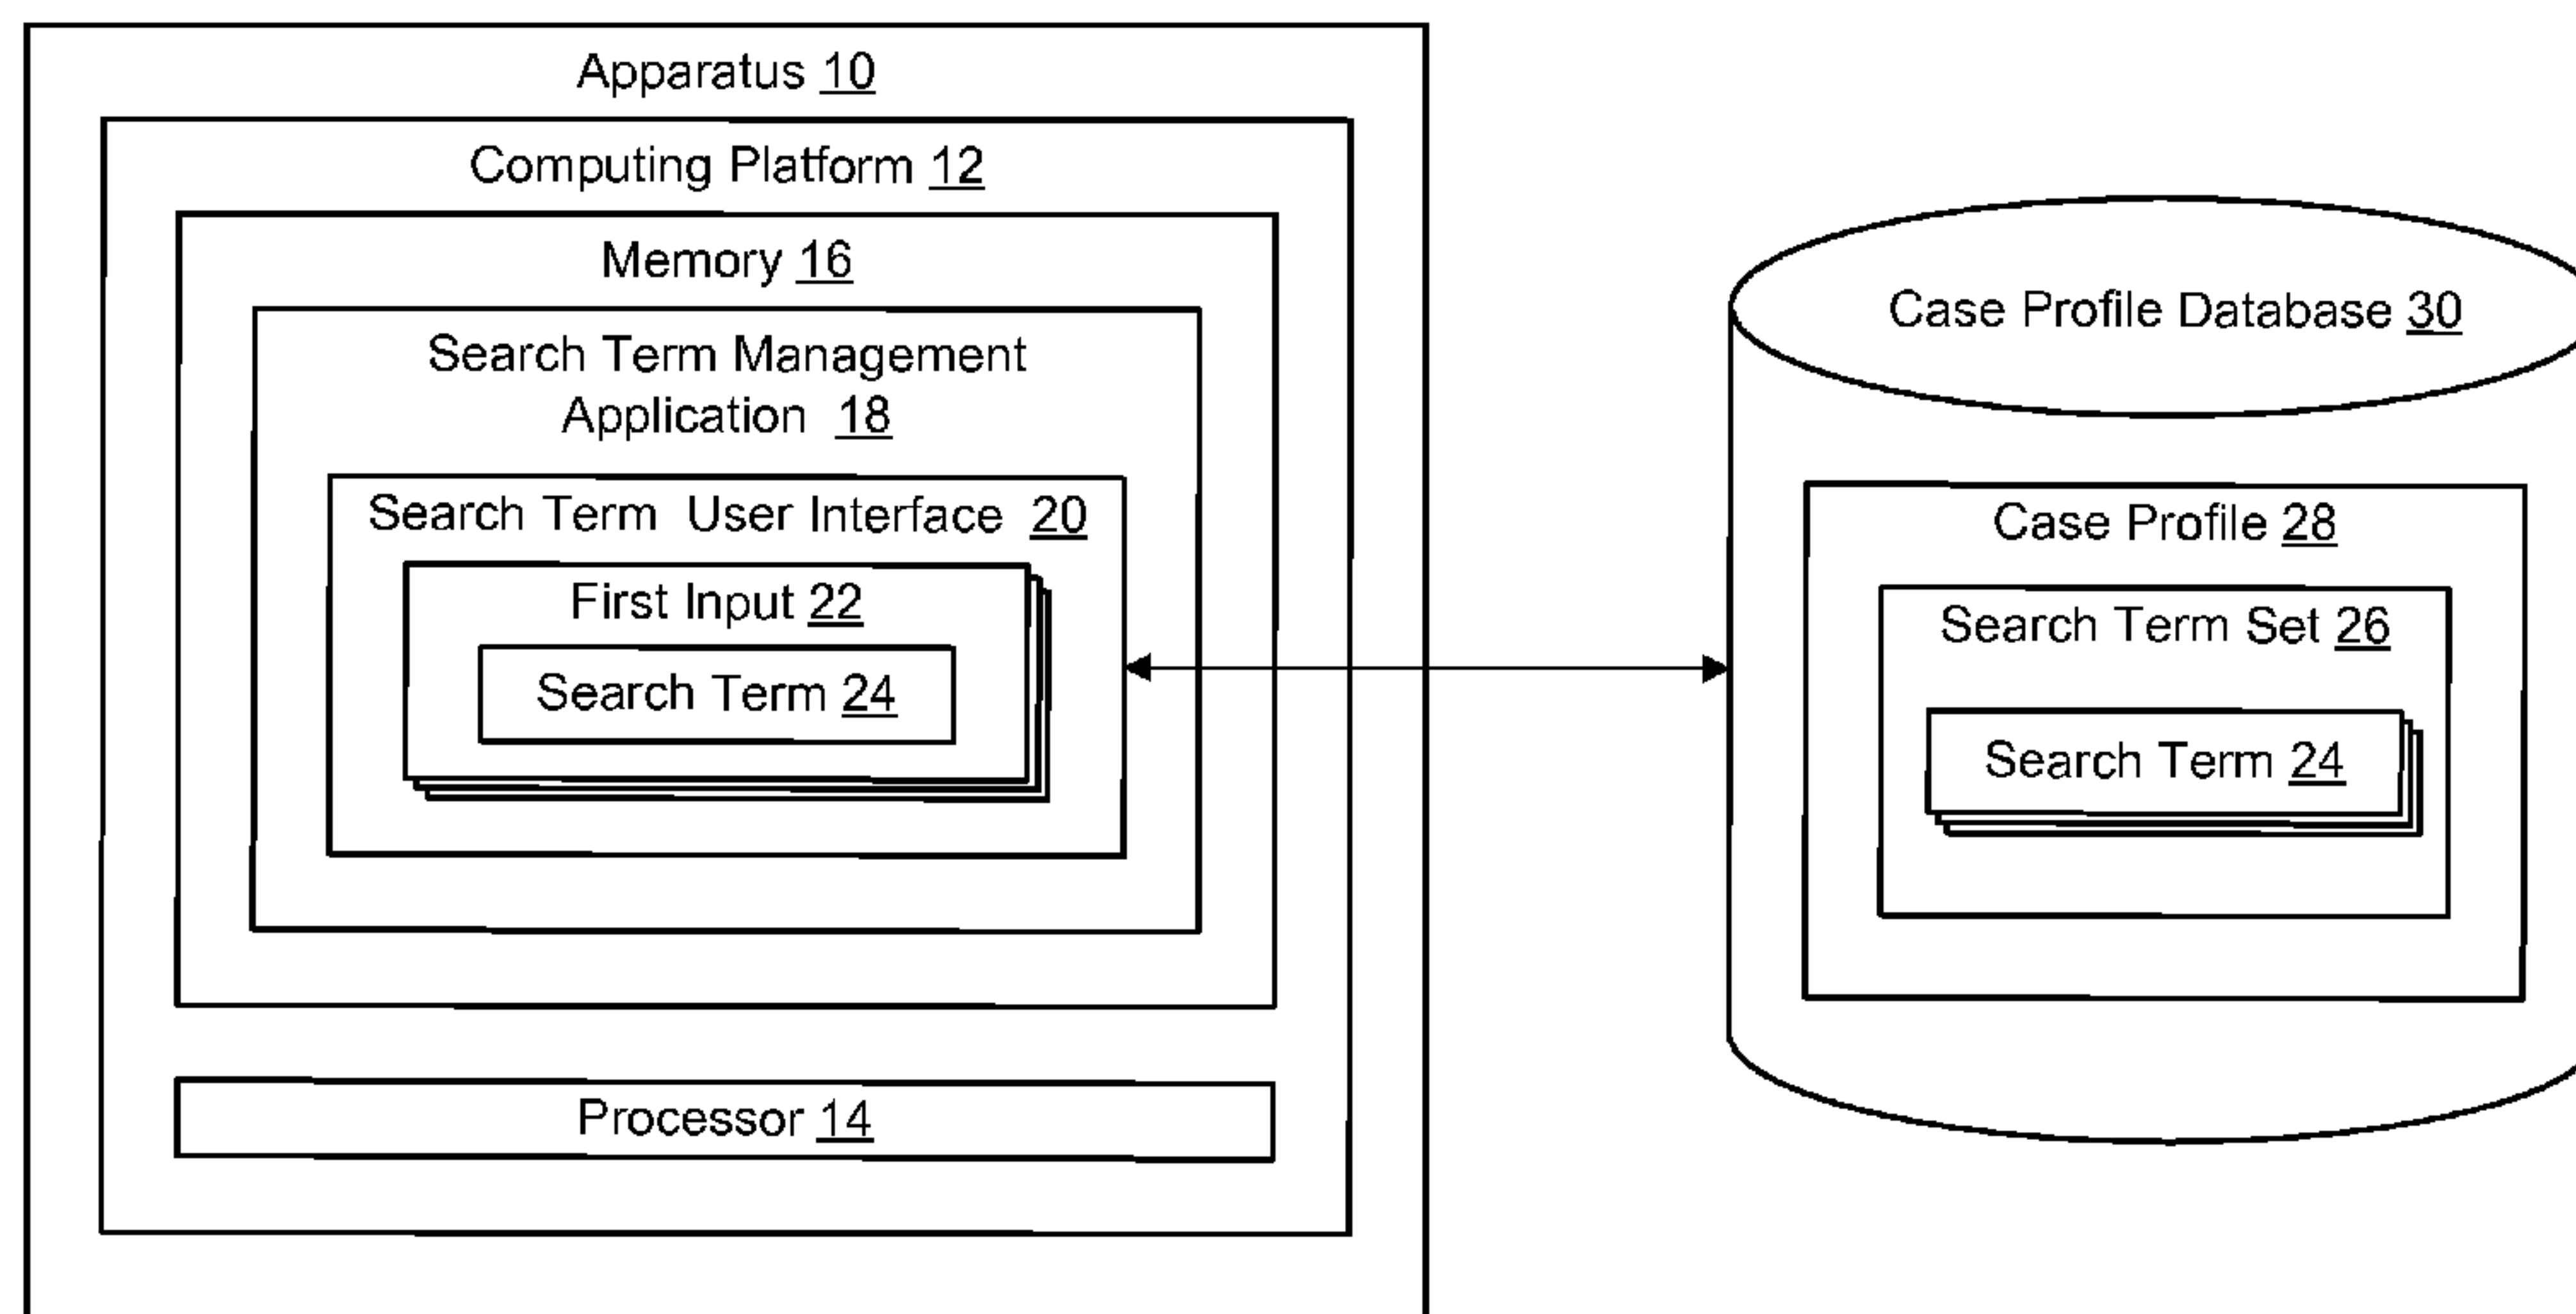 Apparatus 10
Computing Platform 12
Memory 16
Search Term Management
Application 18
Search Term User Interface 20
First Input 22
Search Term 24
Processor 14
Case Profile Database 30
Case Profile 28
Search Term Set 26
Search Term 24